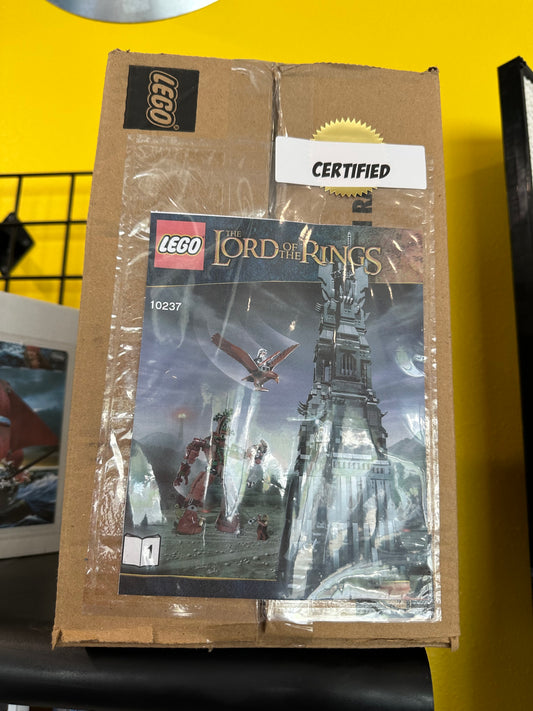 LEGO
CERTIFIED
LEGO
THE LORD OF THE RINGS
10237
1